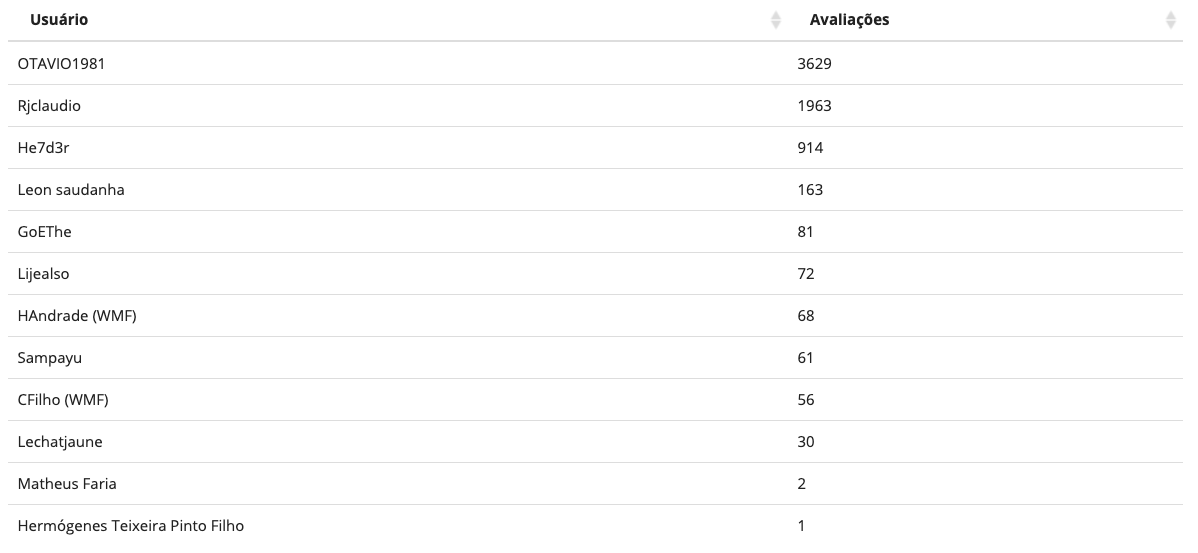 Usuário Avaliações
OTAVIO1981 3629
Rjclaudio 1963
He7d3r 914
Leon saudanha 163
GoEThe 81
Lijealso 72
HAndrade (WMF) 68
Sampayu 61
CFilho (WMF) 56
Lechatjaune 30
Matheus Faria 2
Hermógenes Teixeira Pinto Filho 1